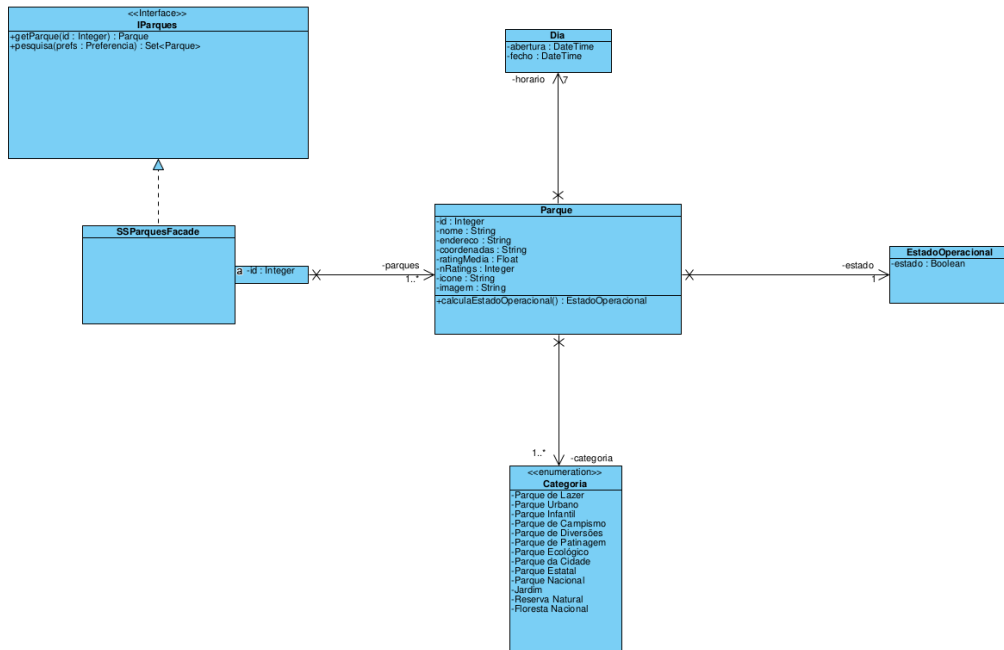 <<Interface>>
IParques
+getParque(id : Integer) : Parque
+pesquisa(prefs : Preferencia) : Set<Parque>
Dia
-abertura : DateTime
-fecho : DateTime
-horario
7
SSParquesFacade
a -id : Integer
-parques
1..*
Parque
-id : Integer
-nome : String
-endereco : String
-coordenadas : String
-ratingMedia : Float
-nRatings : Integer
-icone : String
-imagem : String
+calculaEstadoOperacional() : EstadoOperacional
-estado
1
EstadoOperacional
-estado : Boolean
1..*
-categoria
<<enumeration>>
Categoria
-Parque de Lazer
-Parque Urbano
-Parque Infantil
-Parque de Campismo
-Parque de Diversões
-Parque de Patinagem
-Parque Ecológico
-Parque da Cidade
-Parque Estatal
-Parque Nacional
-Jardim
-Reserva Natural
-Floresta Nacional